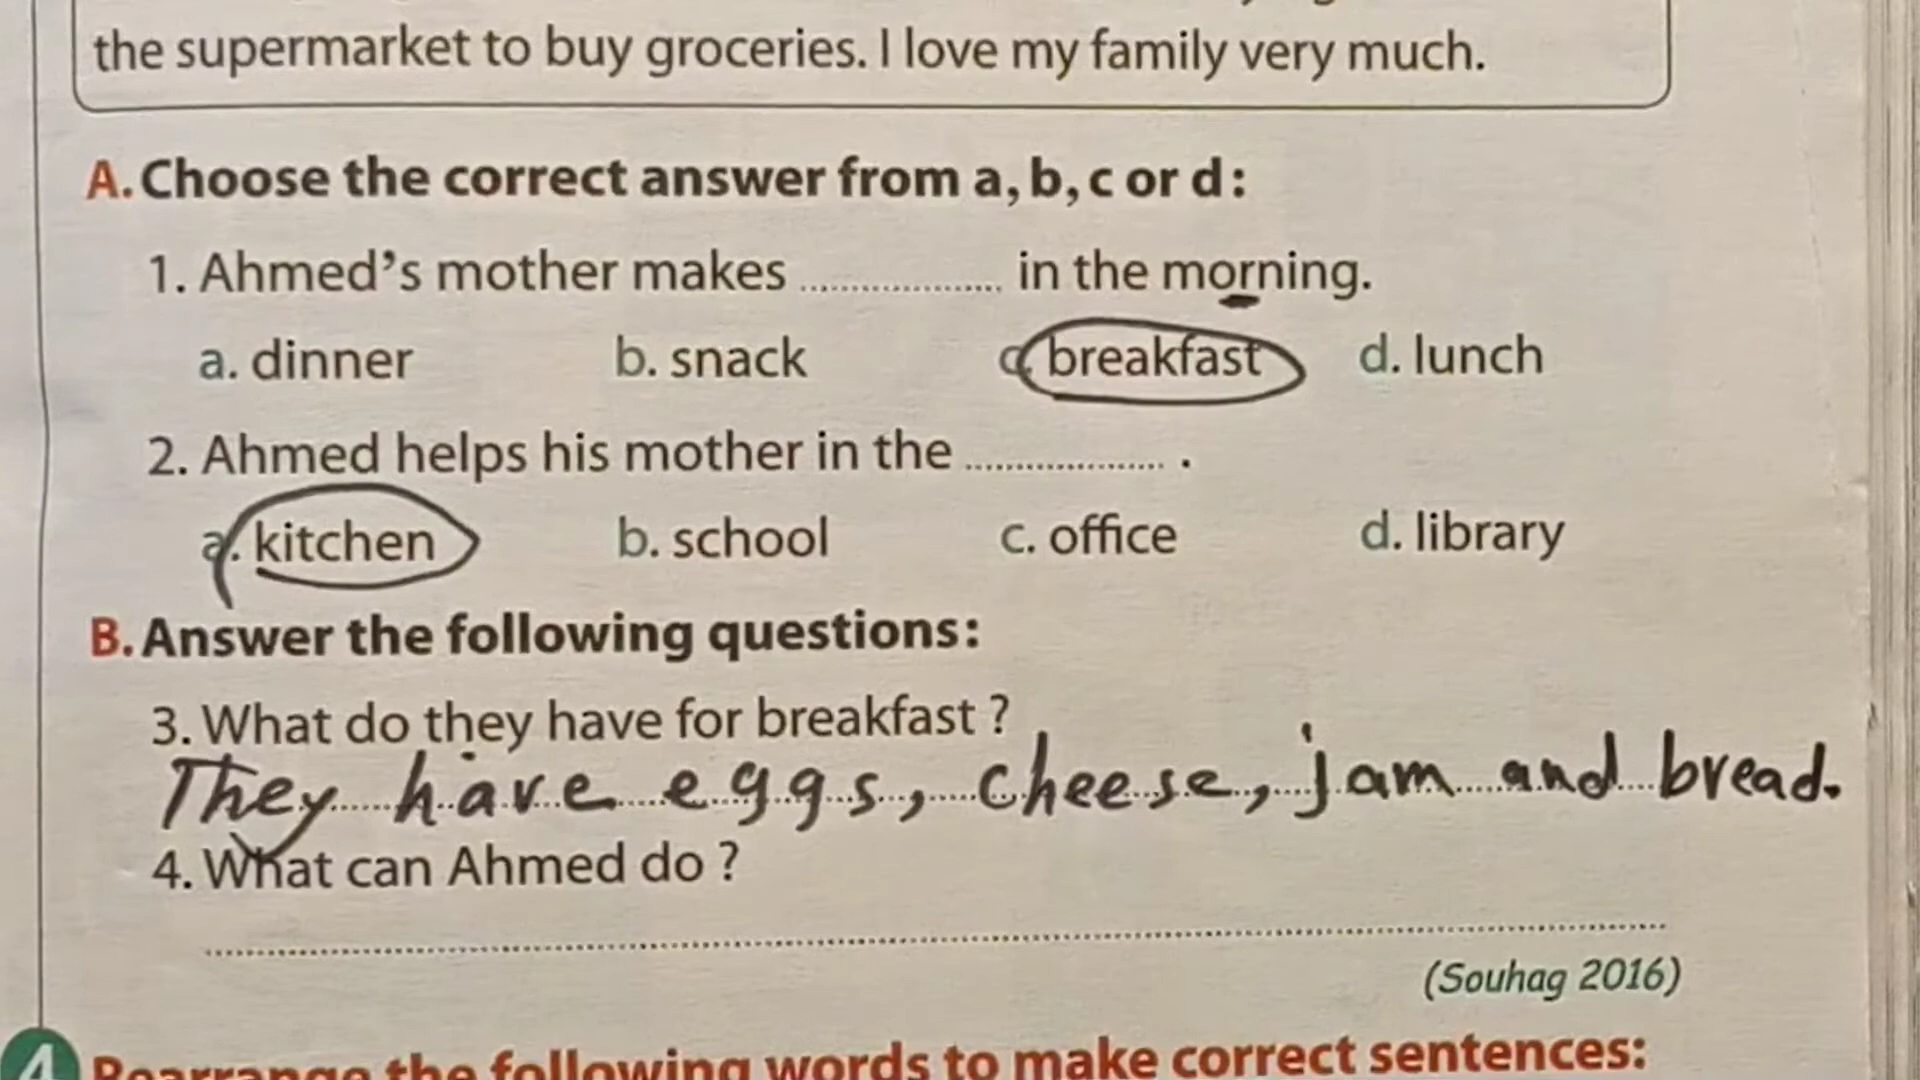 the supermarket to buy groceries. I love my family very much.
A. Choose the correct answer from a, b, c or d:
1. Ahmed's mother makes .................. in the morning.
a. dinner b. snack c. breakfast d. lunch
2. Ahmed helps his mother in the .................. .
a. kitchen b. school c. office d. library
B. Answer the following questions:
3. What do they have for breakfast ?
They have eggs, cheese, jam and bread.
4. What can Ahmed do ?
(Souhag 2016)
4 Rearrange the following words to make correct sentences: